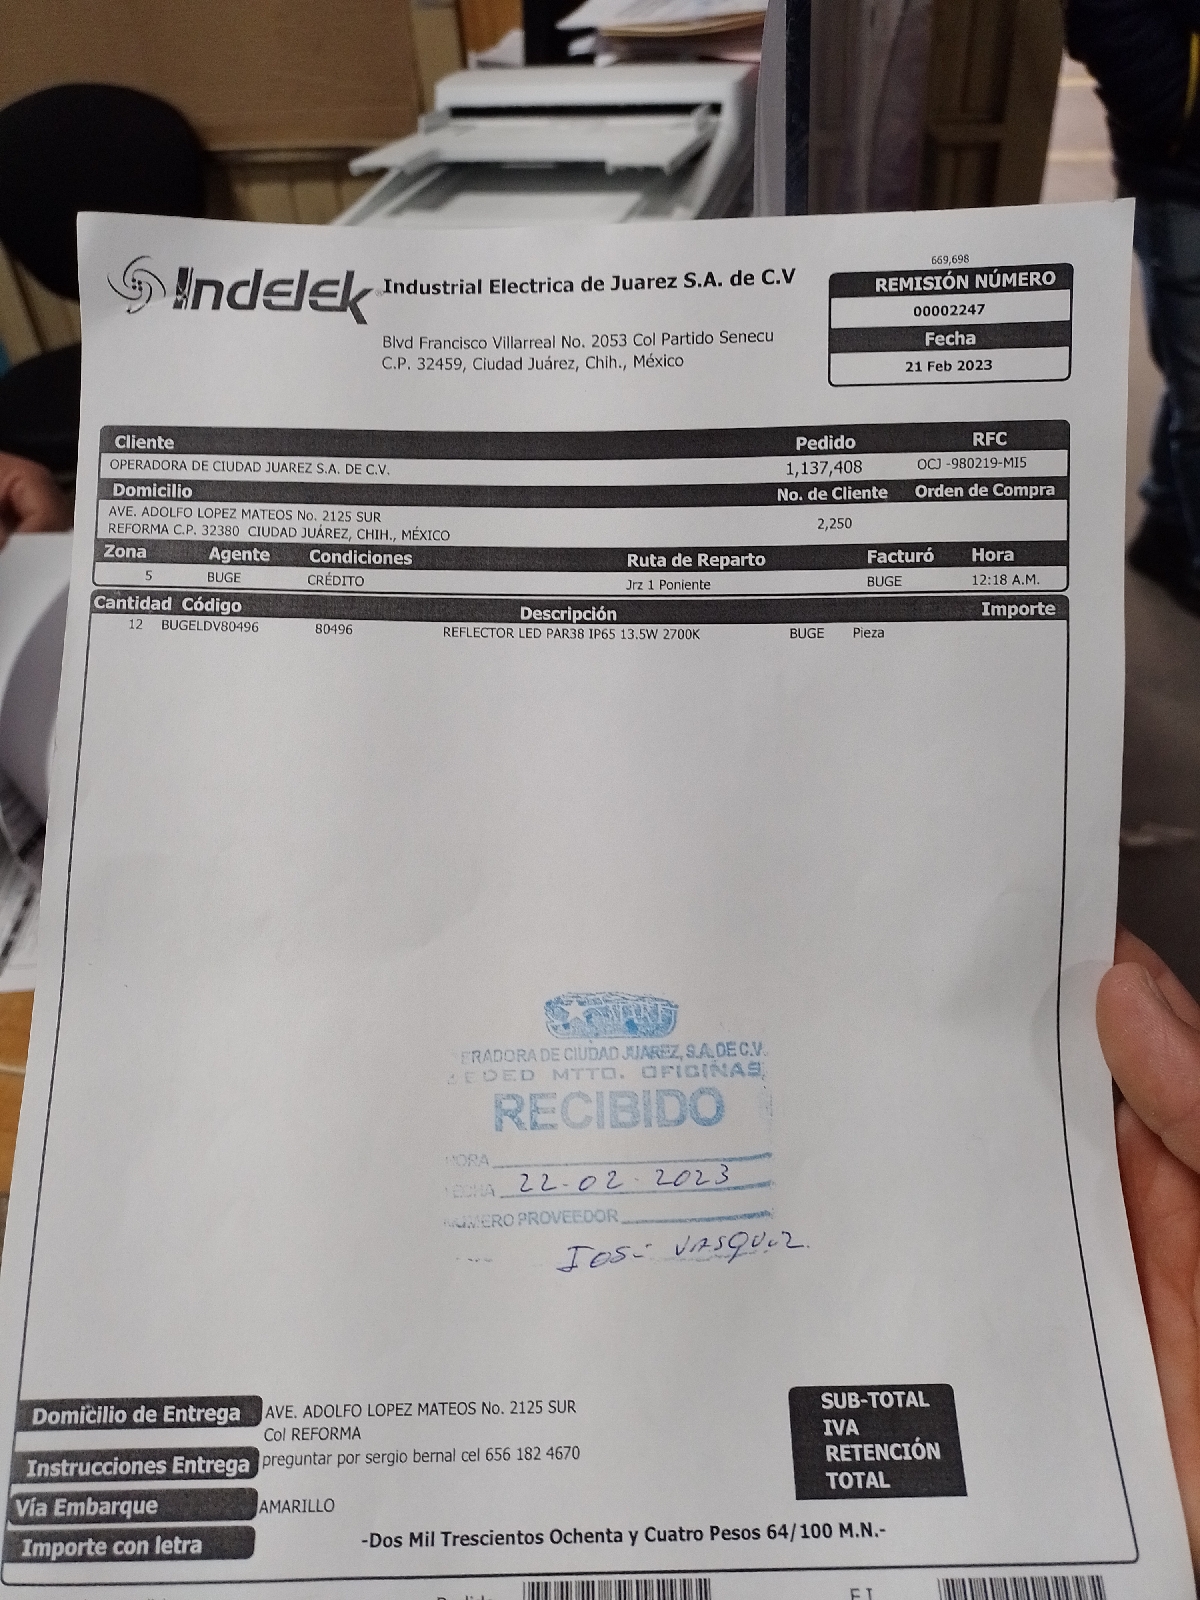 669,698
Indelek Industrial Electrica de Juarez S.A. de C.V
REMISIÓN NÚMERO
00002247
Blvd Francisco Villarreal No. 2053 Col Partido Senecu
C.P. 32459, Ciudad Juárez, Chih., México
Fecha
21 Feb 2023
Cliente Pedido RFC
OPERADORA DE CIUDAD JUAREZ S.A. DE C.V. 1,137,408 OCJ -980219-MI5
Domicilio No. de Cliente Orden de Compra
AVE. ADOLFO LOPEZ MATEOS No. 2125 SUR 2,250
REFORMA C.P. 32380 CIUDAD JUÁREZ, CHIH., MÉXICO
Zona Agente Condiciones Ruta de Reparto Facturó Hora
5 BUGE CRÉDITO Jrz 1 Poniente BUGE 12:18 A.M.
Cantidad Código Descripción Importe
12 BUGELDV80496 80496 REFLECTOR LED PAR38 IP65 13.5W 2700K BUGE Pieza
ERADORA DE CIUDAD JUAREZ, S.A. DE C.V.
MTTO. OFICINAS
RECIBIDO
HORA
FECHA 22-02-2023
NUMERO PROVEEDOR
JOSE VASQUEZ
Domicilio de Entrega AVE. ADOLFO LOPEZ MATEOS No. 2125 SUR
Col REFORMA
Instrucciones Entrega preguntar por sergio bernal cel 656 182 4670
Vía Embarque AMARILLO
Importe con letra -Dos Mil Trescientos Ochenta y Cuatro Pesos 64/100 M.N.-
SUB-TOTAL
IVA
RETENCIÓN
TOTAL